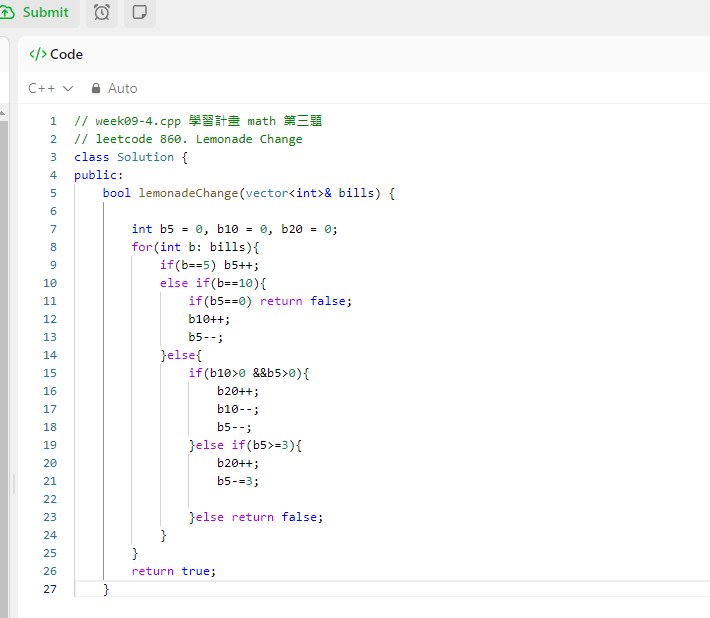 Submit
</> Code
C++ Auto
1 // week09-4.cpp 學習計畫 math 第三題
2 // leetcode 860. Lemonade Change
3 class Solution {
4 public:
5     bool lemonadeChange(vector<int>& bills) {
6
7         int b5 = 0, b10 = 0, b20 = 0;
8         for(int b: bills){
9             if(b==5) b5++;
10             else if(b==10){
11                 if(b5==0) return false;
12                 b10++;
13                 b5--;
14             }else{
15                 if(b10>0 &&b5>0){
16                     b20++;
17                     b10--;
18                     b5--;
19                 }else if(b5>=3){
20                     b20++;
21                     b5-=3;
22
23                 }else return false;
24             }
25         }
26         return true;
27     }